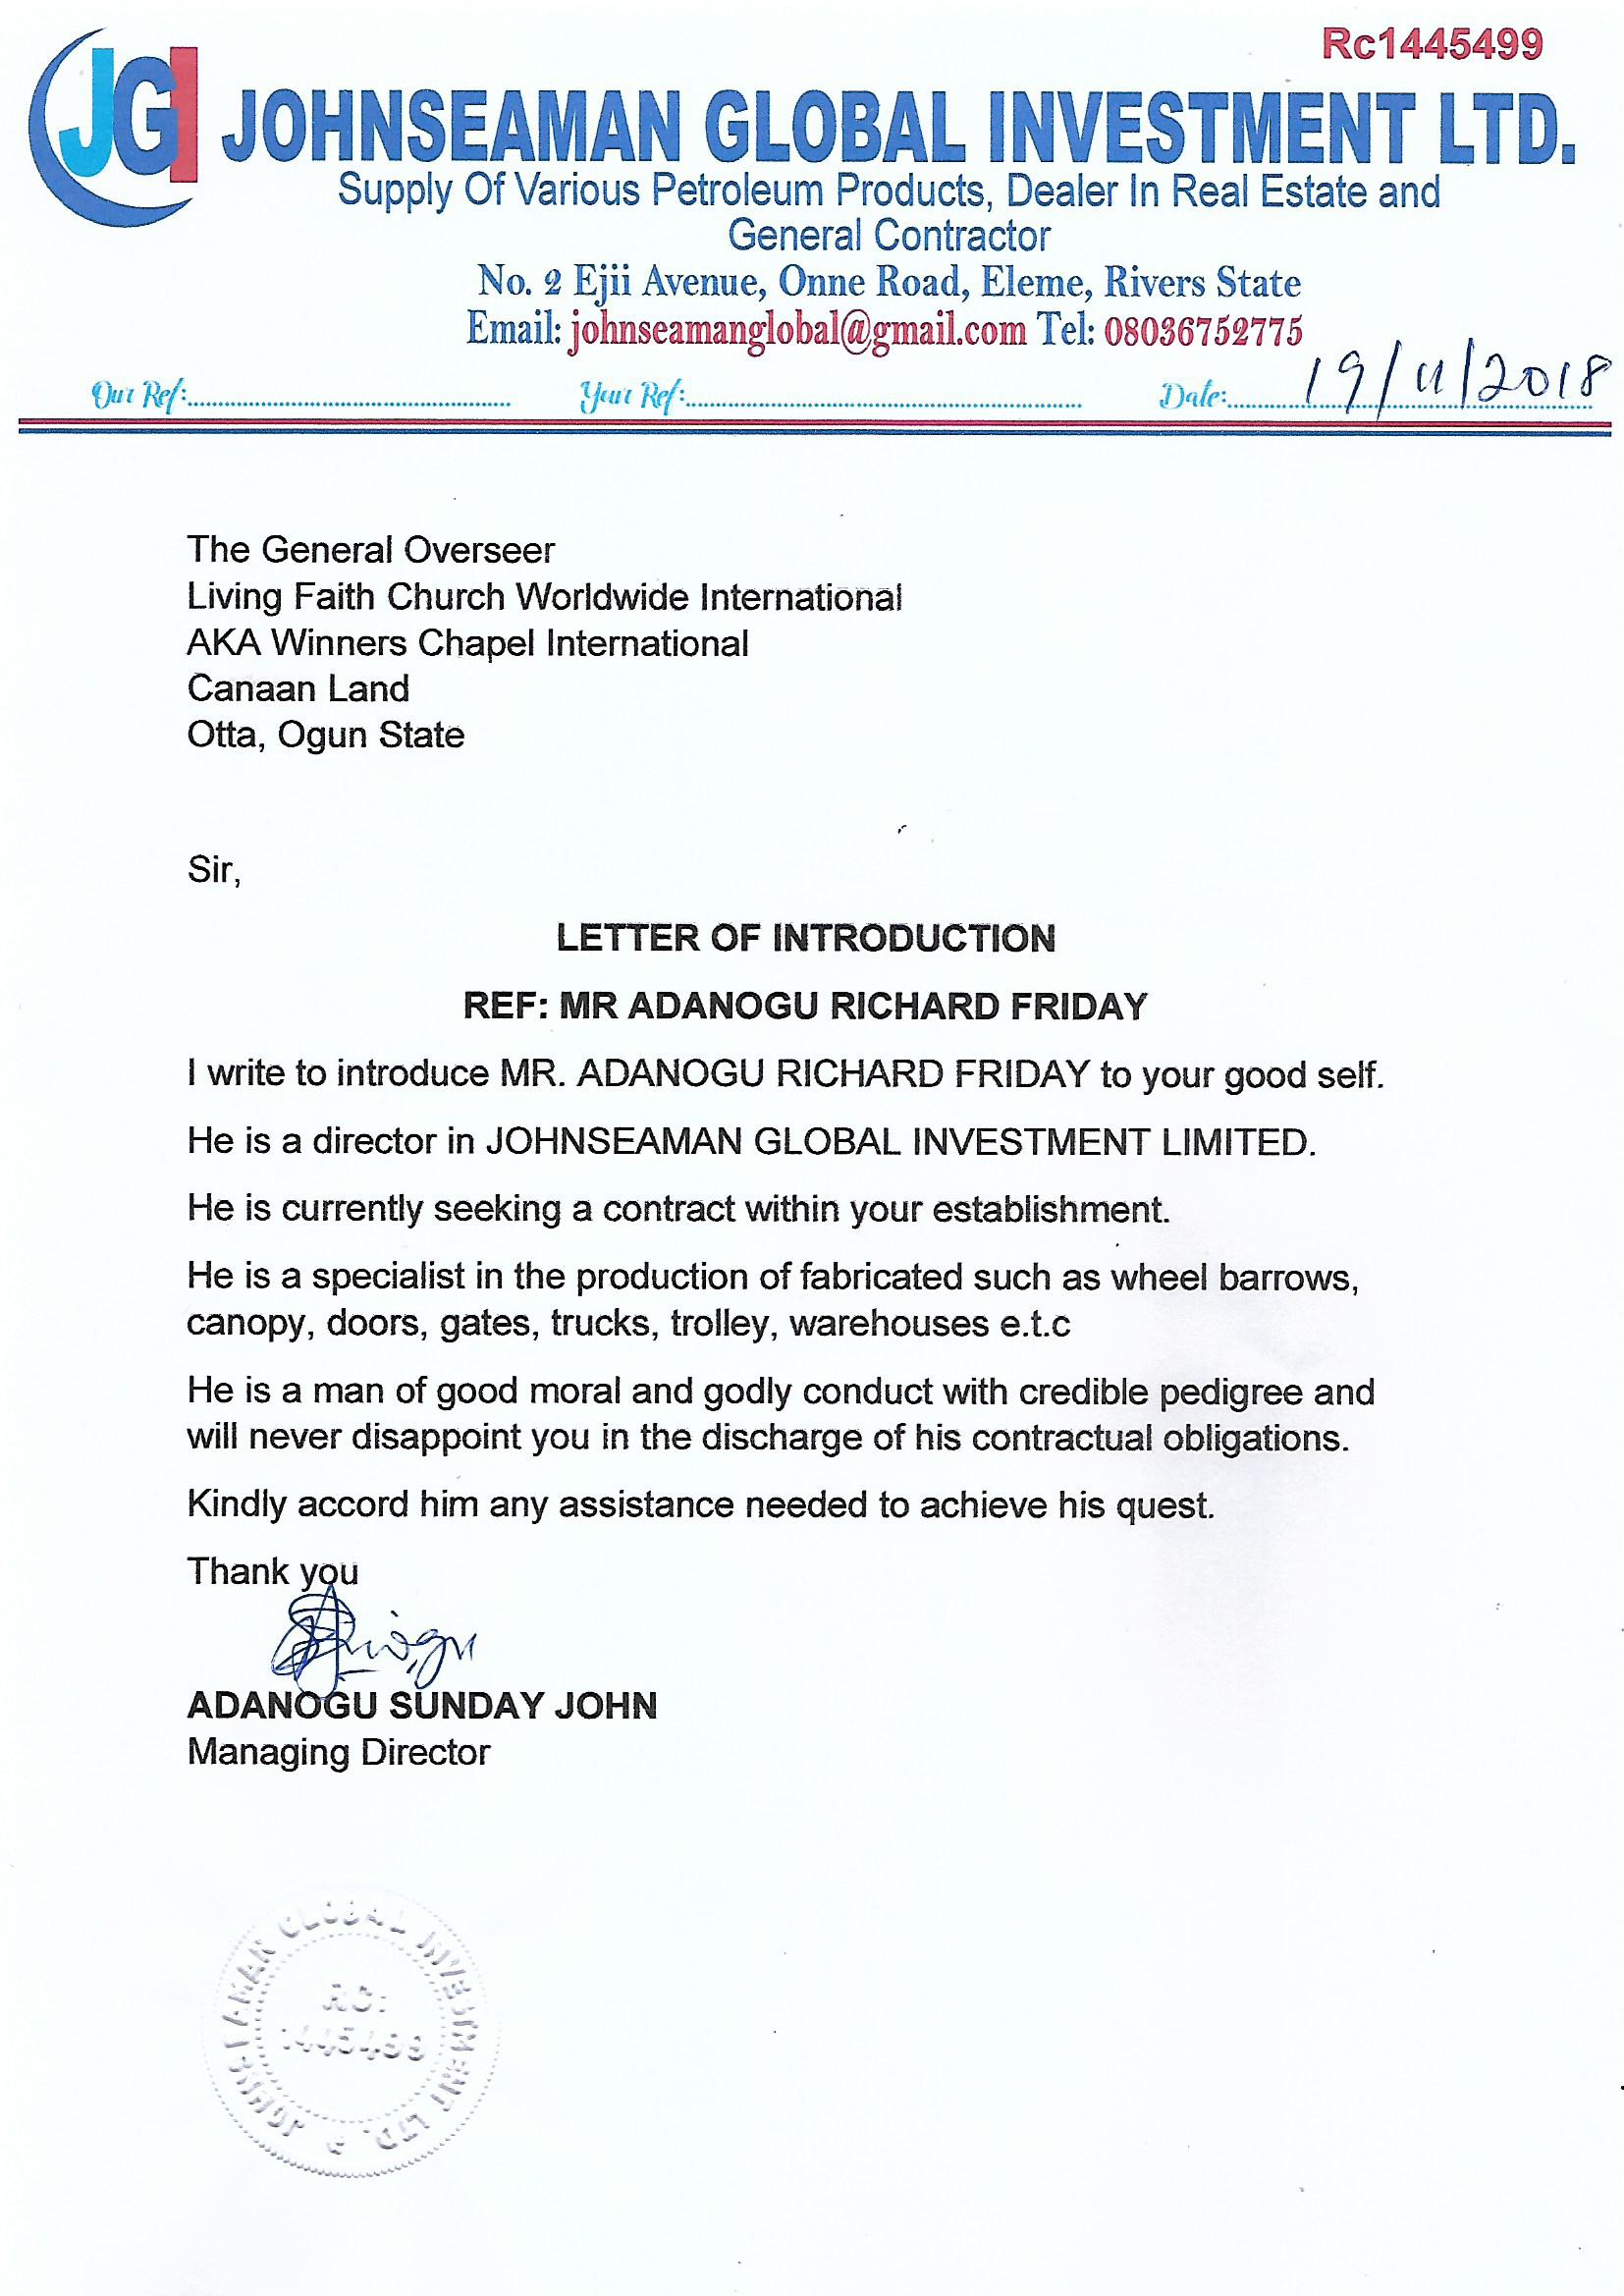 Rc1445499
JGI JOHNSEAMAN GLOBAL INVESTMENT LTD.
Supply Of Various Petroleum Products, Dealer In Real Estate and
General Contractor
No. 2 Ejii Avenue, Onne Road, Eleme, Rivers State
Email: johnseamanglobal@gmail.com Tel: 08036752775
Our Ref: Your Ref: Date: 19/11/2018
The General Overseer
Living Faith Church Worldwide International
AKA Winners Chapel International
Canaan Land
Otta, Ogun State
Sir,
LETTER OF INTRODUCTION
REF: MR ADANOGU RICHARD FRIDAY
I write to introduce MR. ADANOGU RICHARD FRIDAY to your good self.
He is a director in JOHNSEAMAN GLOBAL INVESTMENT LIMITED.
He is currently seeking a contract within your establishment.
He is a specialist in the production of fabricated such as wheel barrows,
canopy, doors, gates, trucks, trolley, warehouses e.t.c
He is a man of good moral and godly conduct with credible pedigree and
will never disappoint you in the discharge of his contractual obligations.
Kindly accord him any assistance needed to achieve his quest.
Thank you
ADANOGU SUNDAY JOHN
Managing Director
GLOBAL INVESTMENT LTD.
RC:
1445499